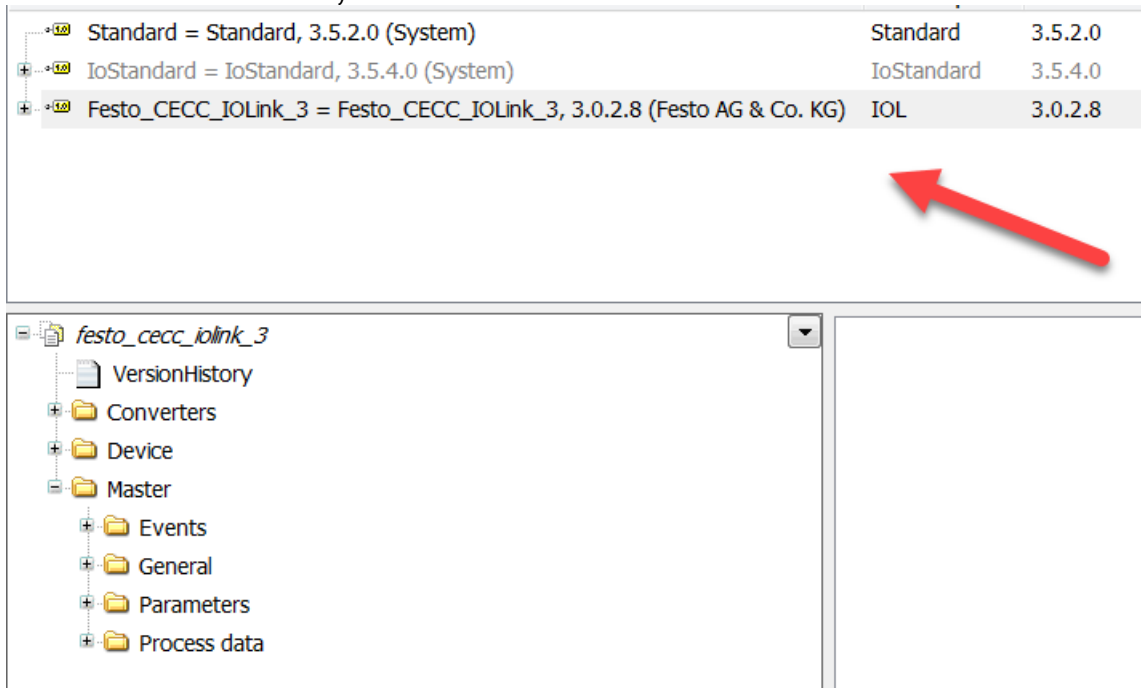 Standard = Standard, 3.5.2.0 (System) Standard 3.5.2.0
IoStandard = IoStandard, 3.5.4.0 (System) IoStandard 3.5.4.0
Festo_CECC_IOLink_3 = Festo_CECC_IOLink_3, 3.0.2.8 (Festo AG & Co. KG) IOL 3.0.2.8
festo_cecc_iolink_3
VersionHistory
Converters
Device
Master
Events
General
Parameters
Process data